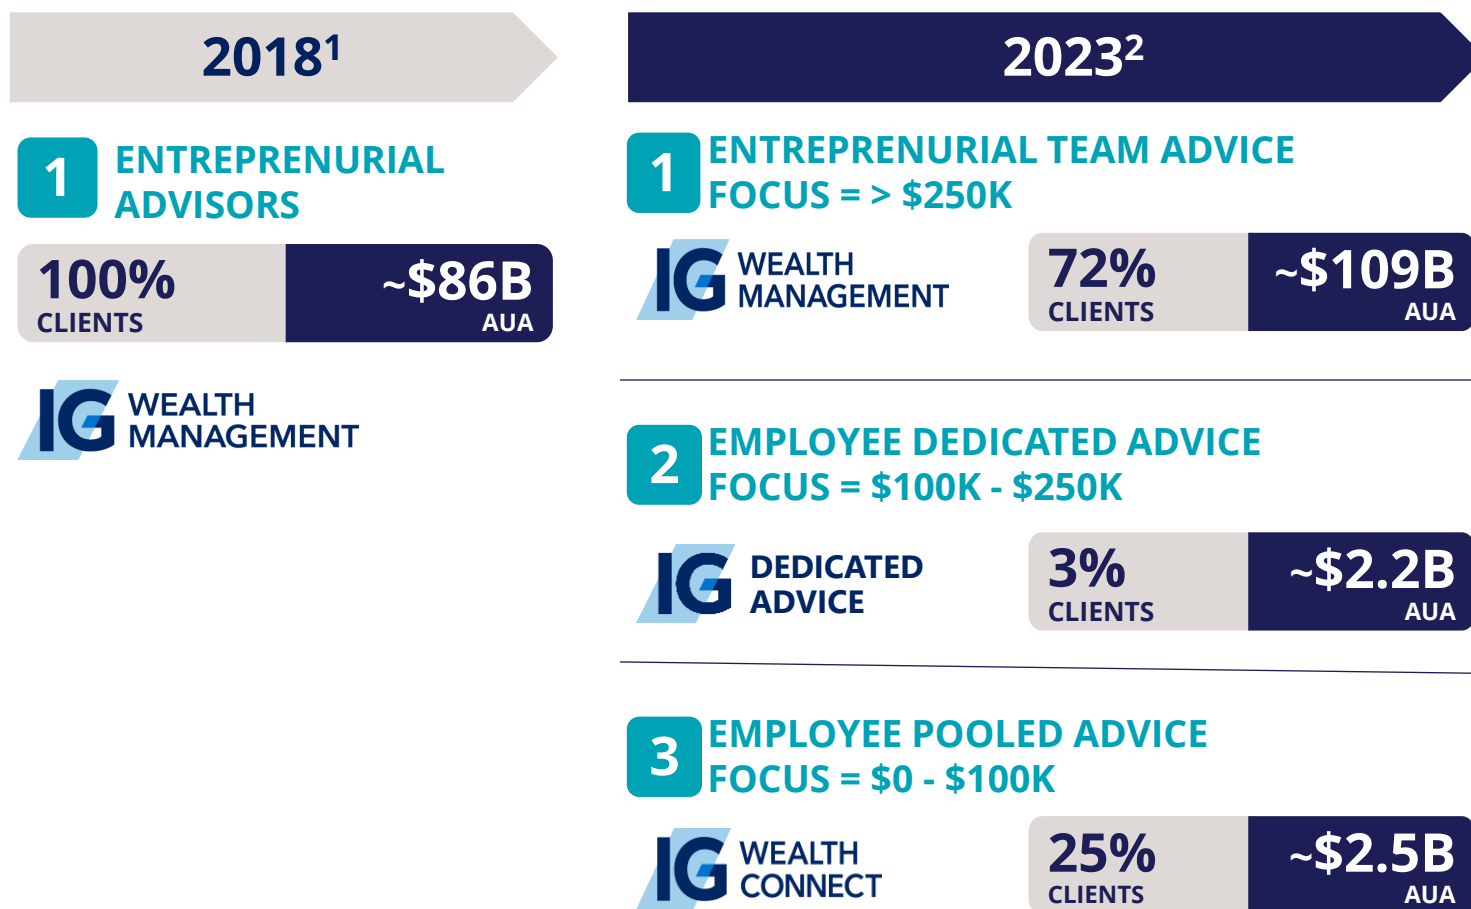 2018¹
1
ENTREPRENURIAL
ADVISORS
100%
CLIENTS
~$86B
AUA
IG WEALTH
MANAGEMENT
2023²
1
ENTREPRENURIAL TEAM ADVICE
FOCUS = > $250K
IG WEALTH
MANAGEMENT
72%
CLIENTS
~$109B
AUA
2
EMPLOYEE DEDICATED ADVICE
FOCUS = $100K - $250K
IG DEDICATED
ADVICE
3%
CLIENTS
~$2.2B
AUA
3
EMPLOYEE POOLED ADVICE
FOCUS = $0 - $100K
IG WEALTH
CONNECT
25%
CLIENTS
~$2.5B
AUA